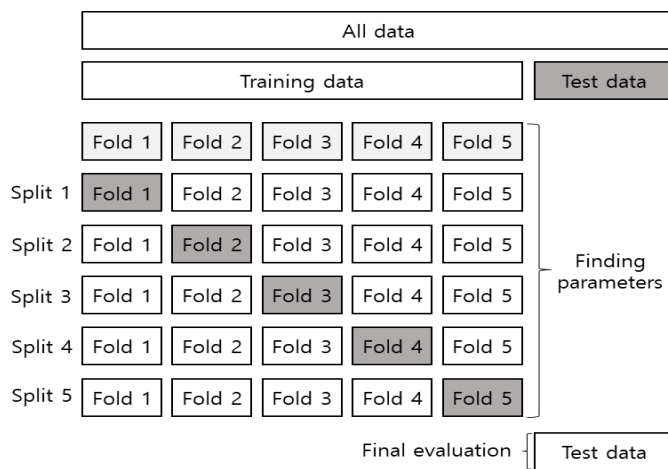 All data
Training data Test data
Fold 1 Fold 2 Fold 3 Fold 4 Fold 5
Split 1 Fold 1 Fold 2 Fold 3 Fold 4 Fold 5
Split 2 Fold 1 Fold 2 Fold 3 Fold 4 Fold 5
Split 3 Fold 1 Fold 2 Fold 3 Fold 4 Fold 5
Split 4 Fold 1 Fold 2 Fold 3 Fold 4 Fold 5
Split 5 Fold 1 Fold 2 Fold 3 Fold 4 Fold 5
Finding
parameters
Final evaluation Test data